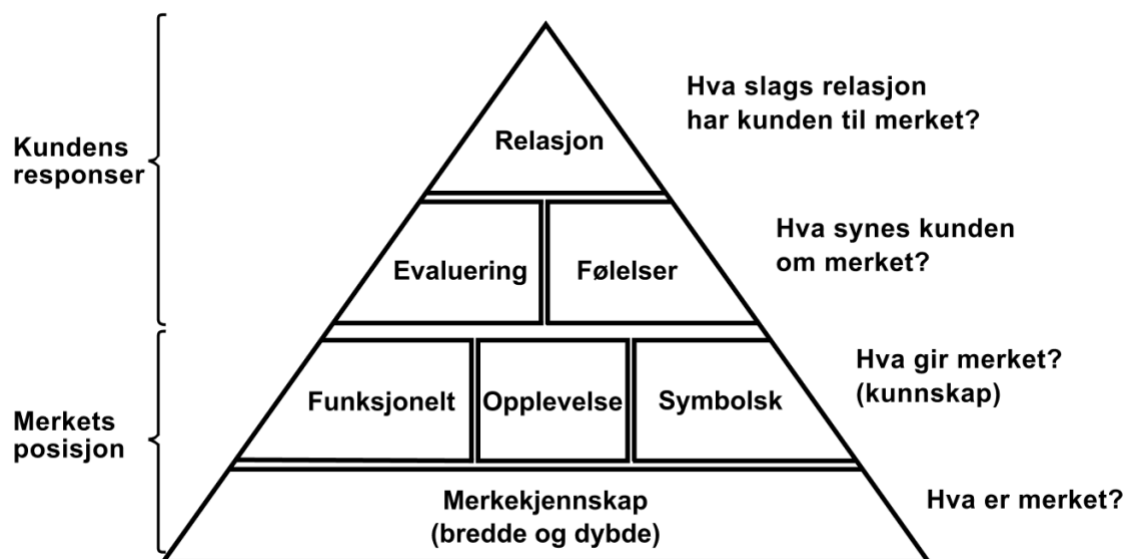 Hva slags relasjon
har kunden til merket?
Kundens
responser
Relasjon
Hva synes kunden
om merket?
Evaluering
Følelser
Hva gir merket?
(kunnskap)
Merkets
posisjon
Funksjonelt
Opplevelse
Symbolsk
Merkekjennskap
(bredde og dybde)
Hva er merket?